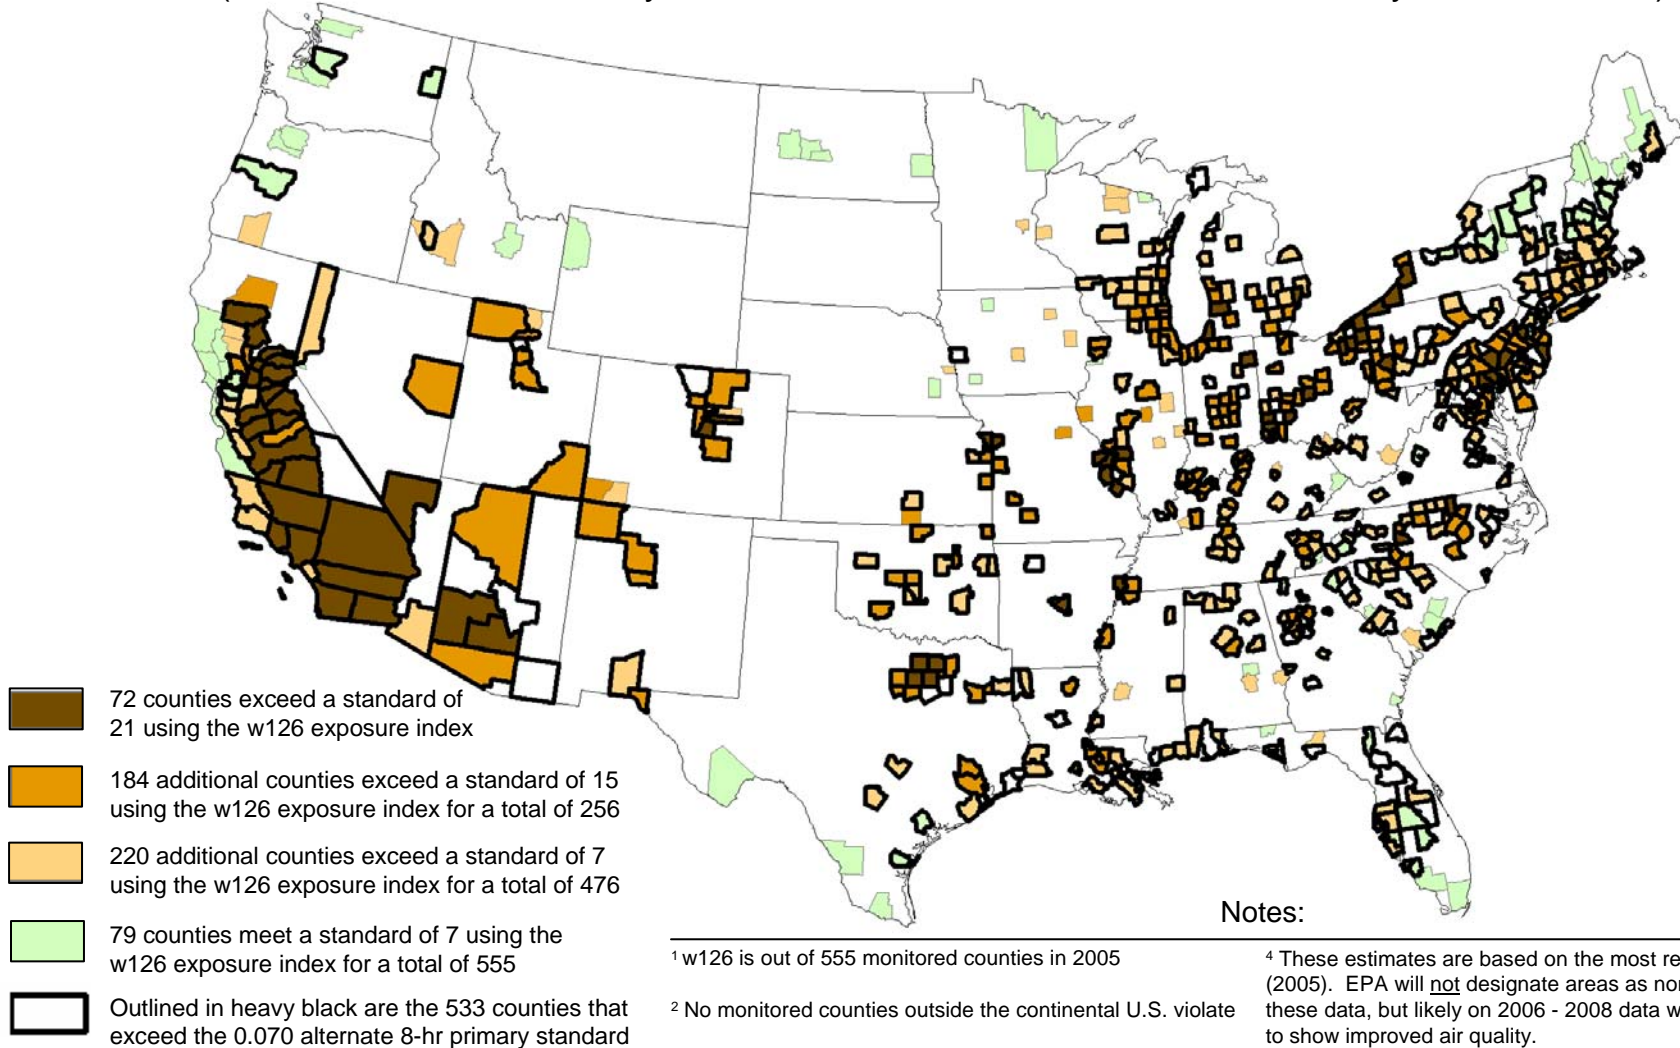 72 counties exceed a standard of
21 using the w126 exposure index
184 additional counties exceed a standard of 15
using the w126 exposure index for a total of 256
220 additional counties exceed a standard of 7
using the w126 exposure index for a total of 476
79 counties meet a standard of 7 using the
w126 exposure index for a total of 555
Outlined in heavy black are the 533 counties that
exceed the 0.070 alternate 8-hr primary standard
Notes:
¹ w126 is out of 555 monitored counties in 2005
² No monitored counties outside the continental U.S. violate
⁴ These estimates are based on the most
(2005). EPA will not designate areas as
these data, but likely on 2006 - 2008 data
to show improved air quality.